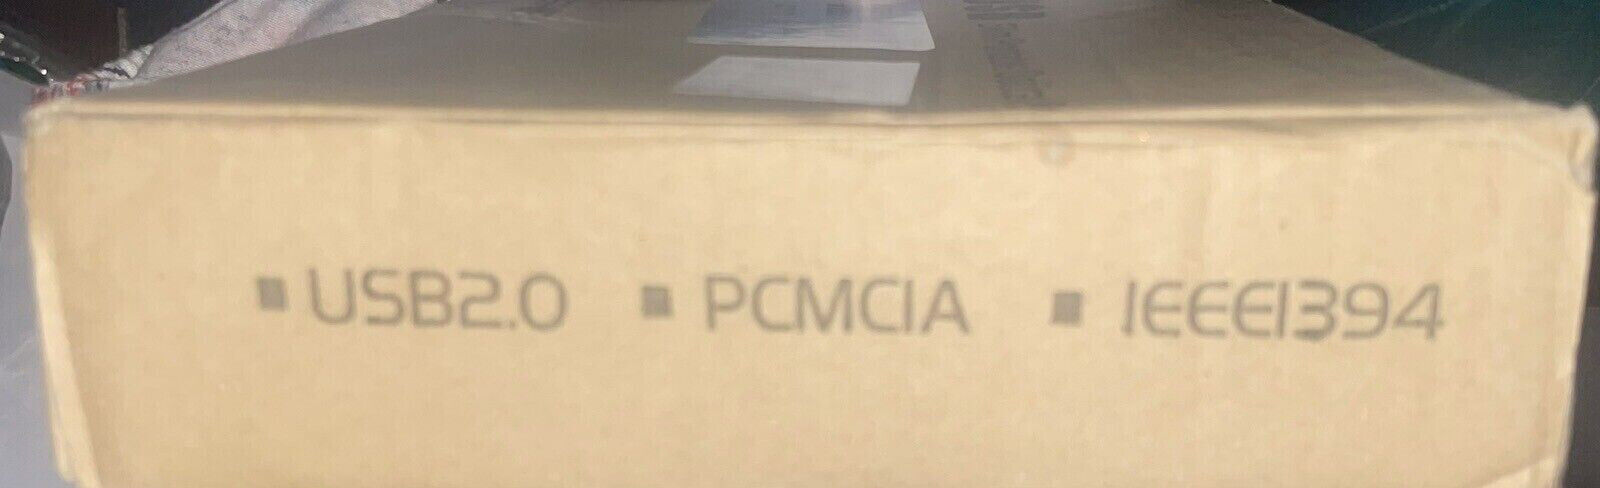 ▪ USB2.0 ▪ PCMCIA ▪ IEEE1394